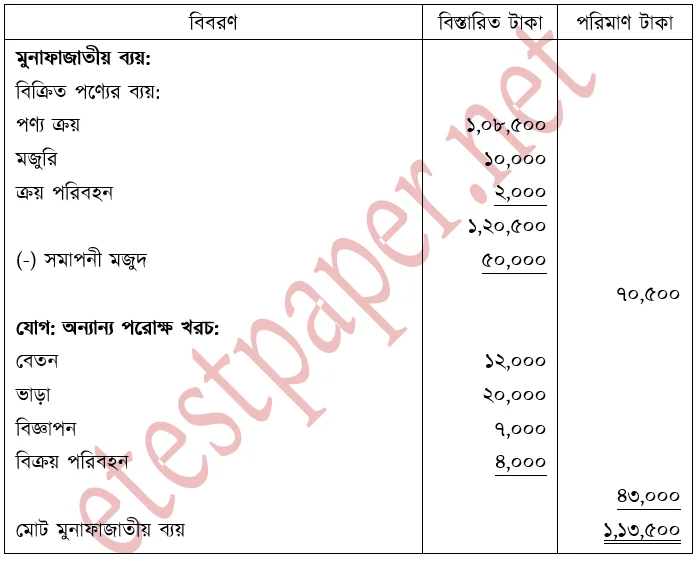 বিবরণ বিস্তারিত টাকা পরিমাণ টাকা
মুনাফাজাতীয় ব্যয়:
বিক্রিত পণ্যের ব্যয়:
পণ্য ক্রয় ১,০৮,৫০০
মজুরি ১০,০০০
ক্রয় পরিবহন ২,০০০
১,২০,৫০০
(-) সমাপনী মজুদ ৫০,০০০
৭০,৫০০
যোগ: অন্যান্য পরোক্ষ খরচ:
বেতন ১২,০০০
ভাড়া ২০,০০০
বিজ্ঞাপন ৭,০০০
বিক্রয় পরিবহন ৪,০০০
৪৩,০০০
মোট মুনাফাজাতীয় ব্যয় ১,১৩,৫০০
etestpaper.net